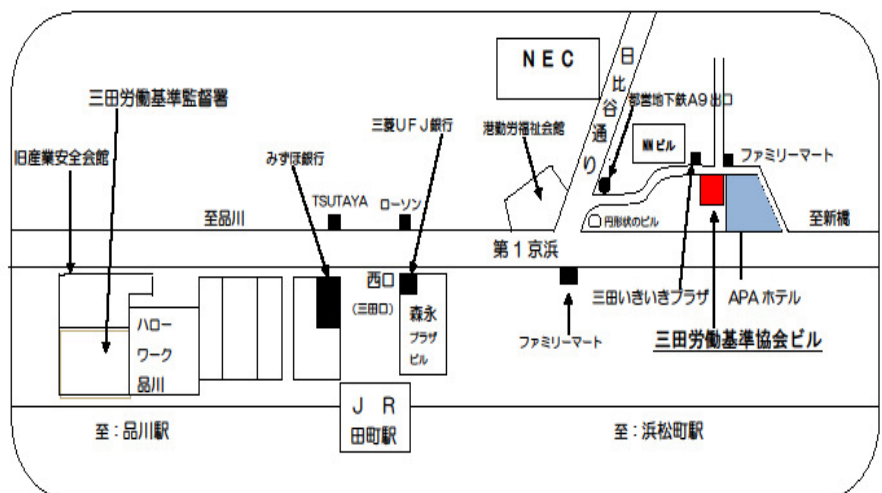 NEC
日比谷通り
三田労働基準監督署
都営地下鉄A9出口
三菱UFJ銀行
港勤労福祉会館
NNビル
ファミリーマート
旧産業安全会館
みずほ銀行
TSUTAYA
ローソン
至品川
円形状のビル
至新橋
第1京浜
西口
(三田口)
三田いきいきプラザ
APAホテル
森永
プラザ
ビル
ハロー
ワーク
品川
ファミリーマート
三田労働基準協会ビル
JR
田町駅
至:品川駅
至:浜松町駅